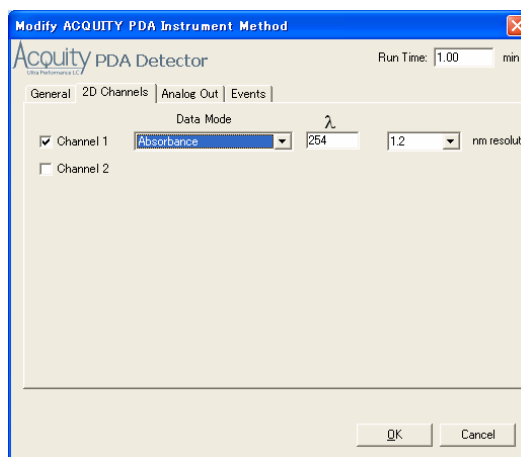 Modify ACQUITY PDA Instrument Method
Acquity PDA Detector
Ultra Performance LC
Run Time: 1.00 min
General 2D Channels Analog Out Events
Data Mode λ
Channel 1 Absorbance 254 1.2 nm resolut
Channel 2
OK Cancel